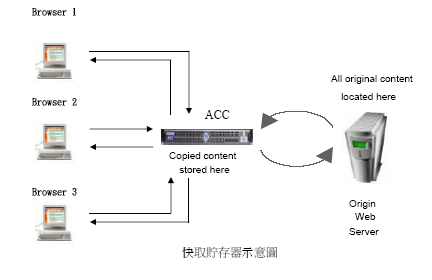 Browser 1
Browser 2
Browser 3
ACC
Copied content
stored here
All original content
located here
Origin
Web
Server
快取貯存器示意圖